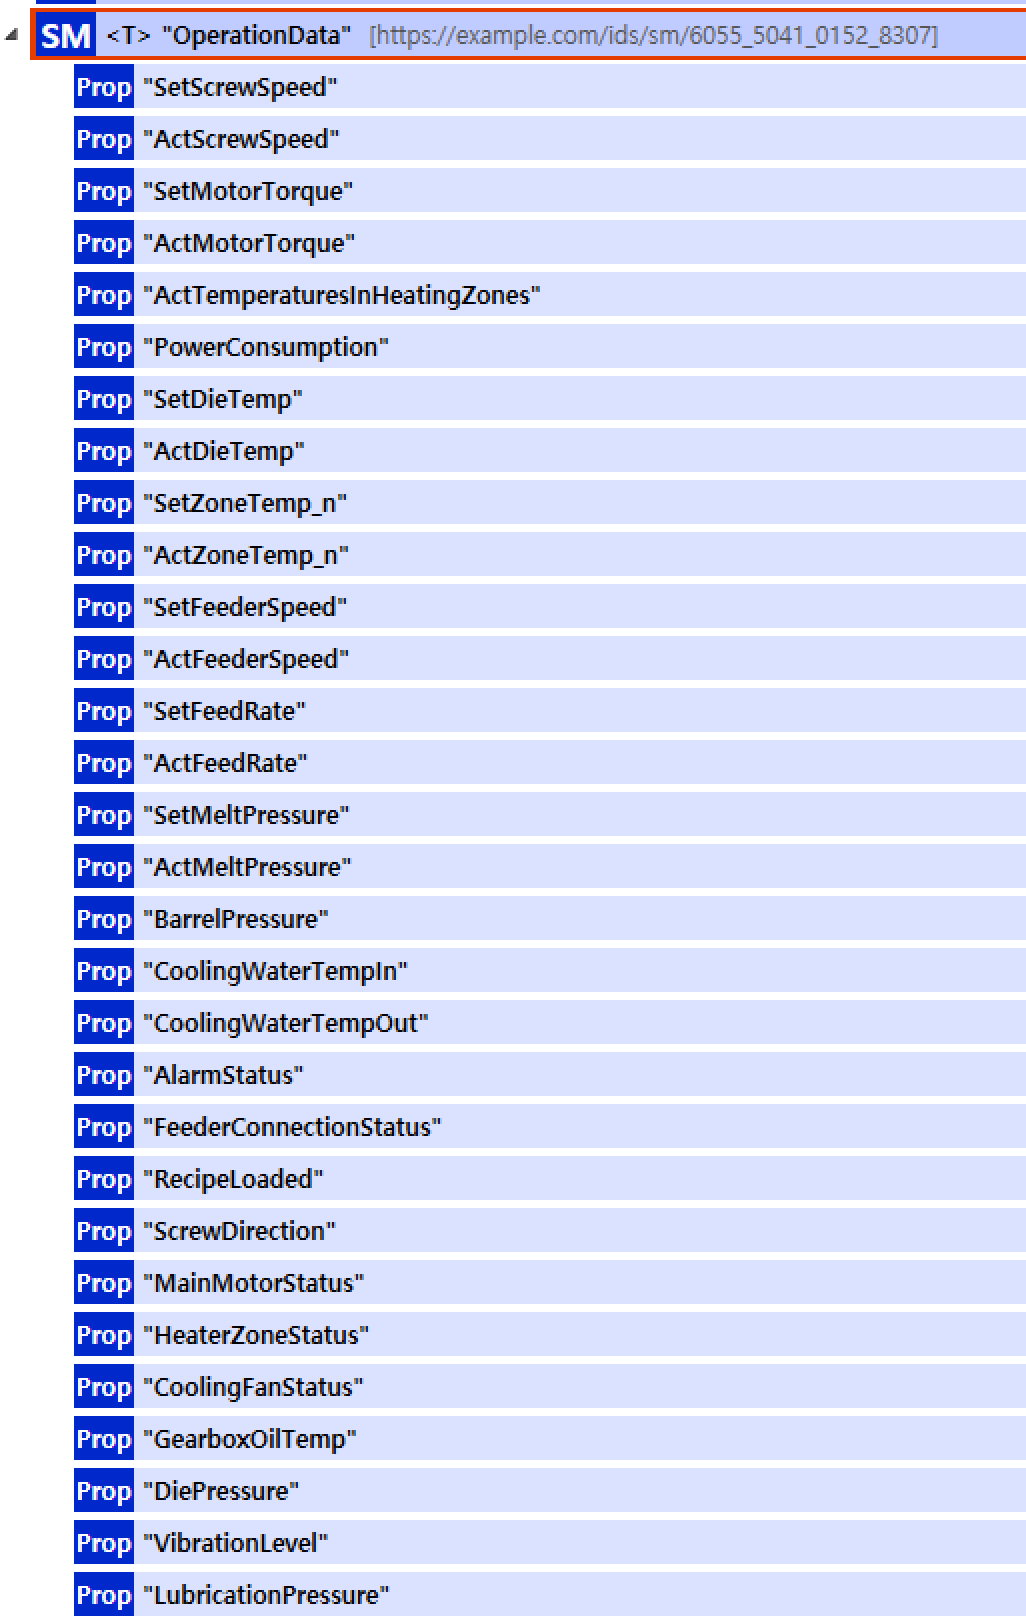 SM <T> "OperationData" [https://example.com/ids/sm/6055_5041_0152_8307]
Prop "SetScrewSpeed"
Prop "ActScrewSpeed"
Prop "SetMotorTorque"
Prop "ActMotorTorque"
Prop "ActTemperaturesInHeatingZones"
Prop "PowerConsumption"
Prop "SetDieTemp"
Prop "ActDieTemp"
Prop "SetZoneTemp_n"
Prop "ActZoneTemp_n"
Prop "SetFeederSpeed"
Prop "ActFeederSpeed"
Prop "SetFeedRate"
Prop "ActFeedRate"
Prop "SetMeltPressure"
Prop "ActMeltPressure"
Prop "BarrelPressure"
Prop "CoolingWaterTempIn"
Prop "CoolingWaterTempOut"
Prop "AlarmStatus"
Prop "FeederConnectionStatus"
Prop "RecipeLoaded"
Prop "ScrewDirection"
Prop "MainMotorStatus"
Prop "HeaterZoneStatus"
Prop "CoolingFanStatus"
Prop "GearboxOilTemp"
Prop "DiePressure"
Prop "VibrationLevel"
Prop "LubricationPressure"